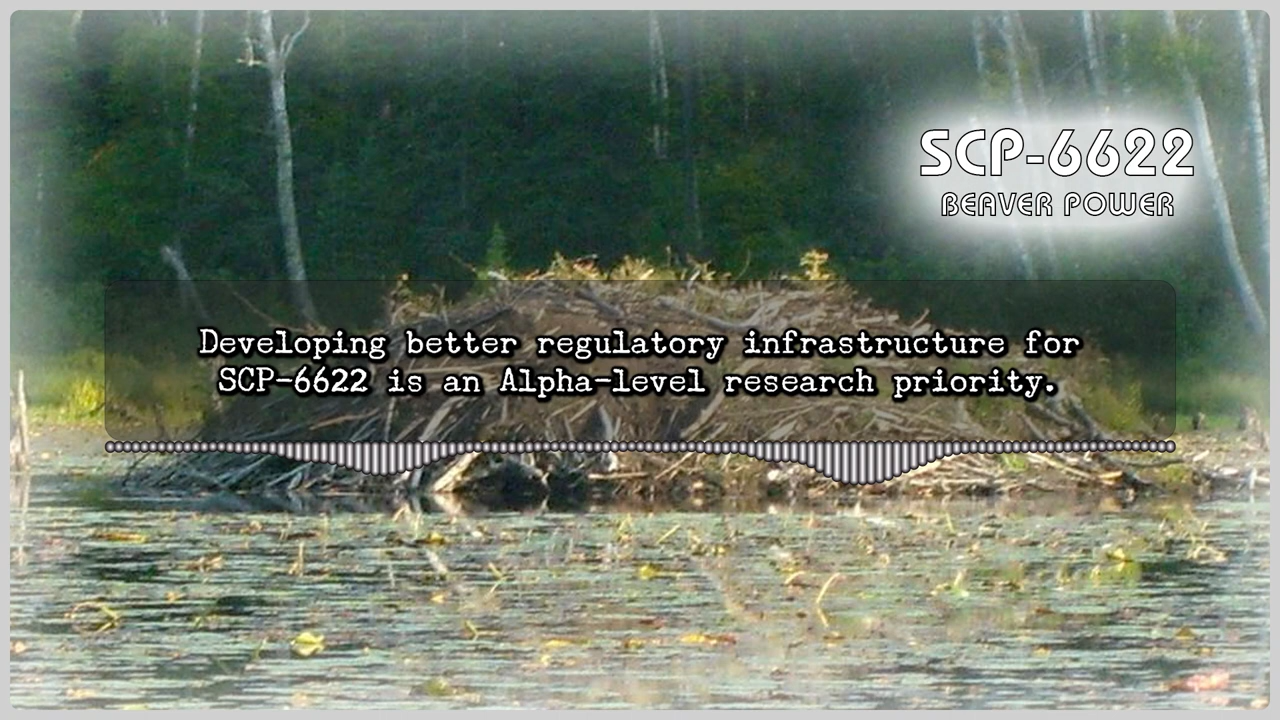 SCP-6622
BEAVER POWER
Developing better regulatory infrastructure for
SCP-6622 is an Alpha-level research priority.